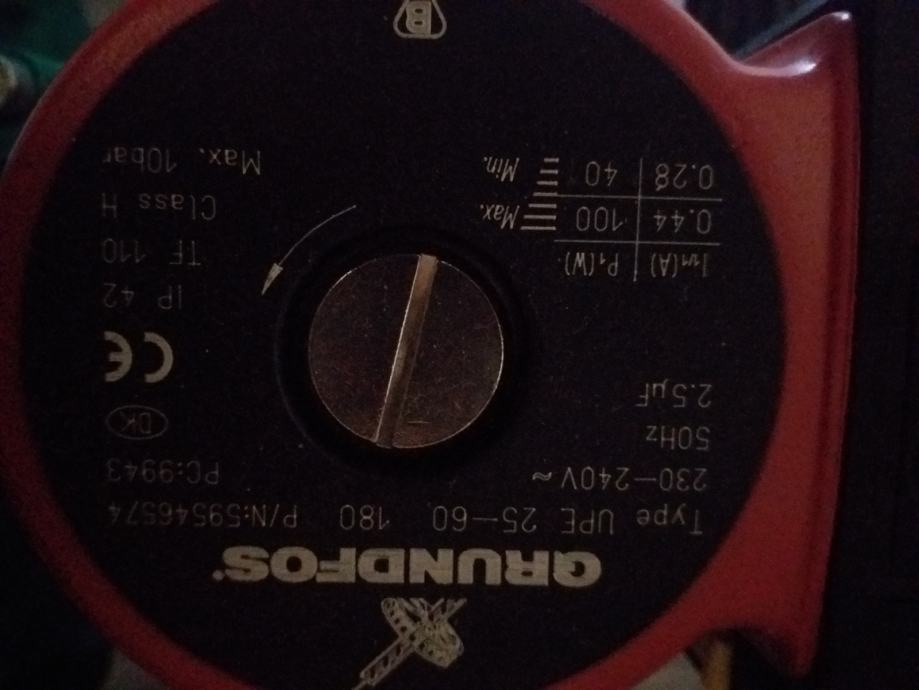 GRUNDFOS
Type UPE 25-60 180 P/N:59546574
230-240V ~ PC:9943
50Hz
DK
2.5µF
CE
IP 42
I1/1(A) P1(W)
TF 110
0.44 100 Max.
Class H
0.28 40 Min.
Max. 10bar
B